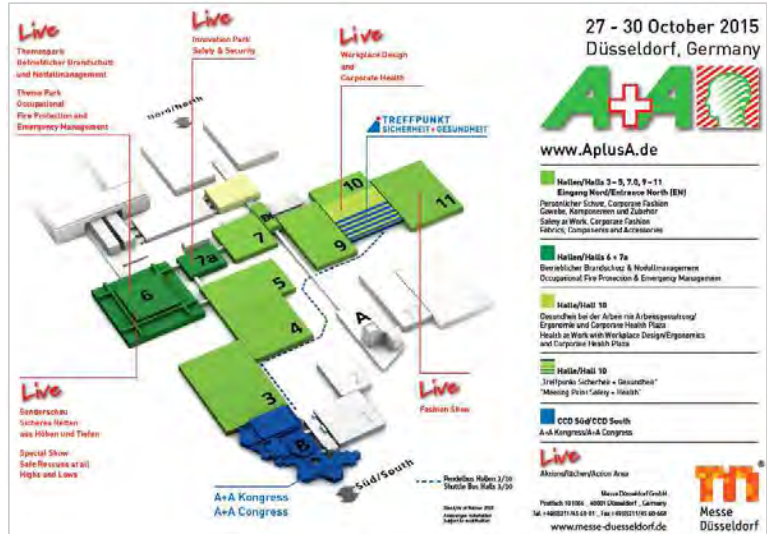 Live
Themenpark
Betrieblicher Brandschutz
und Notfallmanagement
Theme Park
Occupational
Fire Protection and
Emergency Management
Live
Innovation Park
Safety & Security
Live
Workplace Design
and
Corporate Health
TREFFPUNKT
SICHERHEIT+GESUNDHEIT
Nord/North
10
11
9
7
7a
6
5
4
3
A
Live
Sonderschau
Sicheres Retten
aus Höhen und Tiefen
Special Show
Safe Rescues at all
Highs and Lows
Live
Fashion Show
A+A Kongress
A+A Congress
Süd/South
Pendelbus Hallen 3/10
Shuttle Bus Halls 3/10
27 - 30 October 2015
Düsseldorf, Germany
A+A
www.AplusA.de
Hallen/Halls 3 – 5, 7.0, 9 – 11
Eingang Nord/Entrance North (EN)
Persönlicher Schutz, Corporate Fashion
Gewebe, Komponenten und Zubehör
Safety at Work, Corporate Fashion
Fabrics, Components and Accessories
Hallen/Halls 6 + 7a
Betrieblicher Brandschutz & Notfallmanagement
Occupational Fire Protection & Emergency Management
Halle/Hall 10
Gesundheit bei der Arbeit mit Arbeitsgestaltung/
Ergonomie und Corporate Health Plaza
Health at Work with Workplace Design/Ergonomics
and Corporate Health Plaza
Halle/Hall 10
„Treffpunkt Sicherheit + Gesundheit"
"Meeting Point Safety + Health"
CCD Süd/CCD South
A+A Kongress/A+A Congress
Live
Aktionsflächen/Action Area
Messe Düsseldorf GmbH
Düsseldorf, Germany
www.messe-duesseldorf.de
Messe
Düsseldorf
®